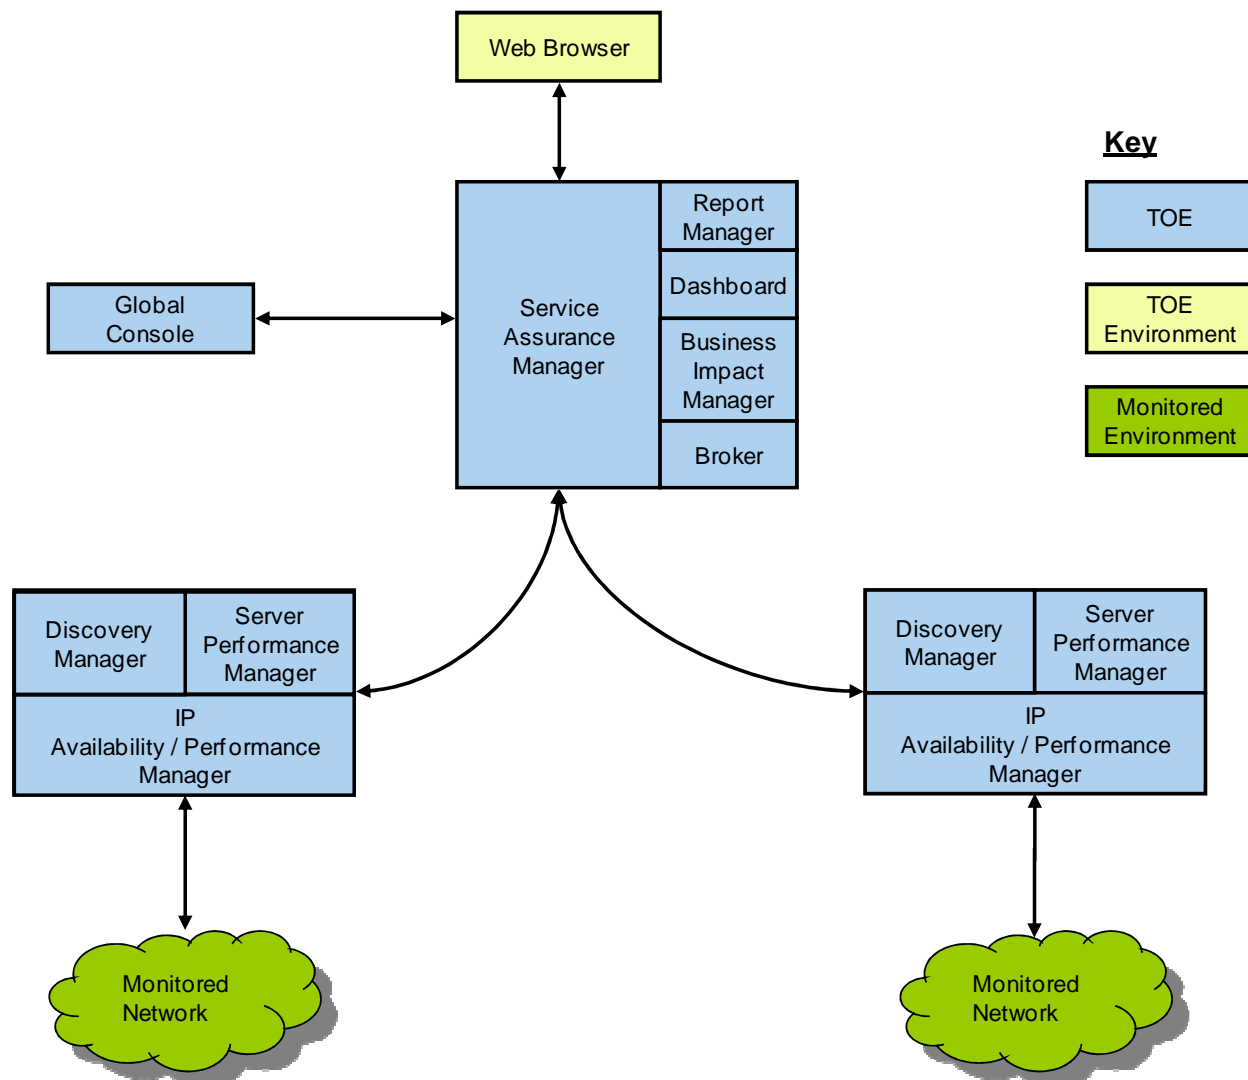 Web Browser
Key
Report
Manager
TOE
Dashboard
Global
Console
Service
Assurance
Manager
TOE
Environment
Business
Impact
Manager
Monitored
Environment
Broker
Discovery
Manager
Server
Performance
Manager
IP
Availability / Performance
Manager
Discovery
Manager
Server
Performance
Manager
IP
Availability / Performance
Manager
Monitored
Network
Monitored
Network